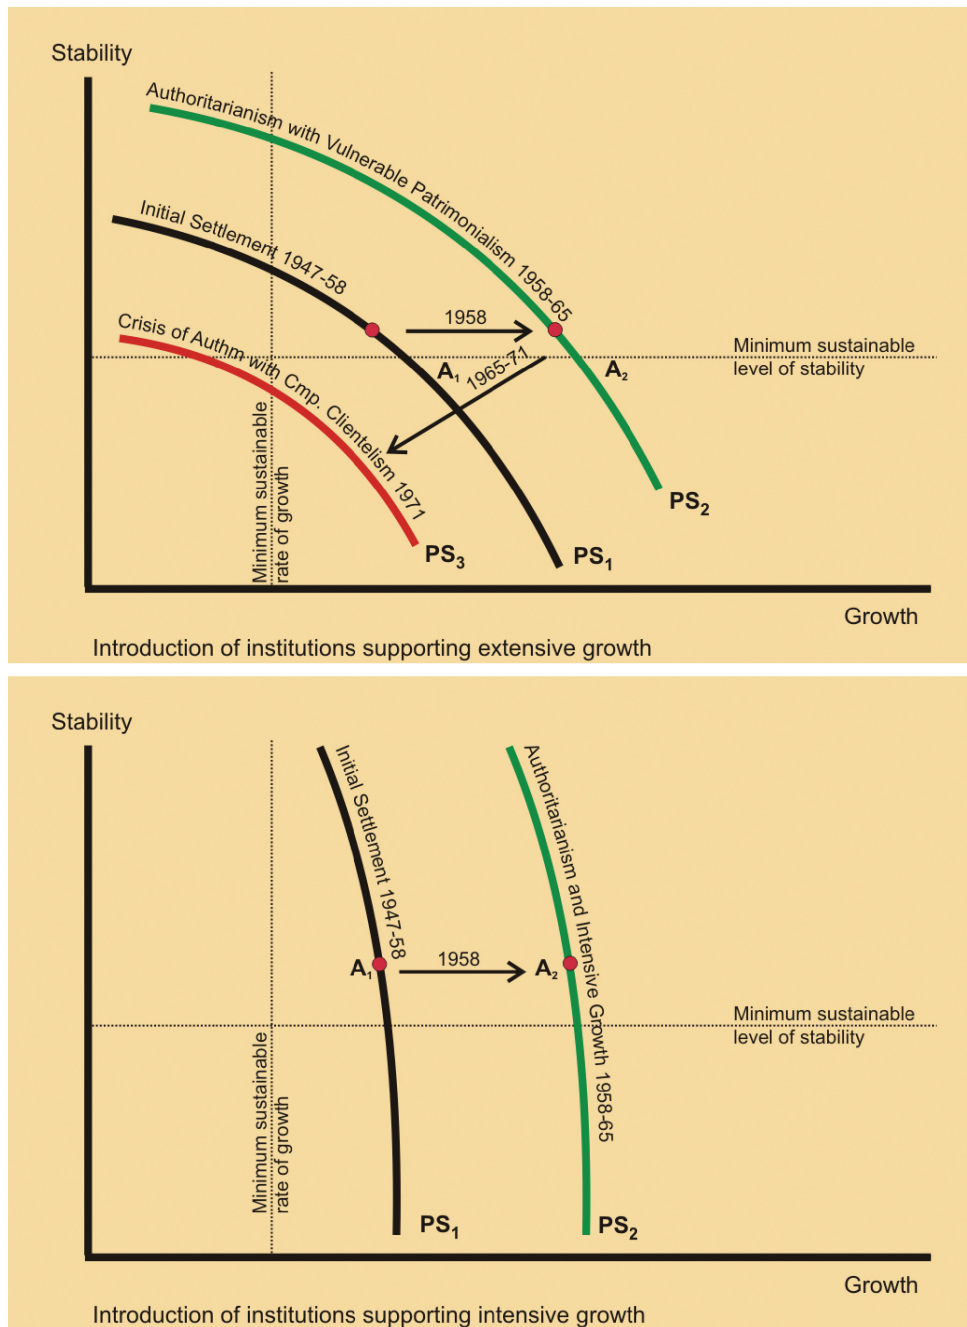 Stability
Authoritarianism with Vulnerable Patrimonialism 1958-65
Initial Settlement 1947-58
Crisis of Authm with Cmp. Clientelism 1971
1958
1965-71
A₁
A₂
Minimum sustainable
level of stability
Minimum sustainable
rate of growth
PS₂
PS₃
PS₁
Growth
Introduction of institutions supporting extensive growth
Stability
Initial Settlement 1947-58
Authoritarianism and Intensive Growth 1958-65
A₁
1958
A₂
Minimum sustainable
level of stability
Minimum sustainable
rate of growth
PS₁
PS₂
Growth
Introduction of institutions supporting intensive growth